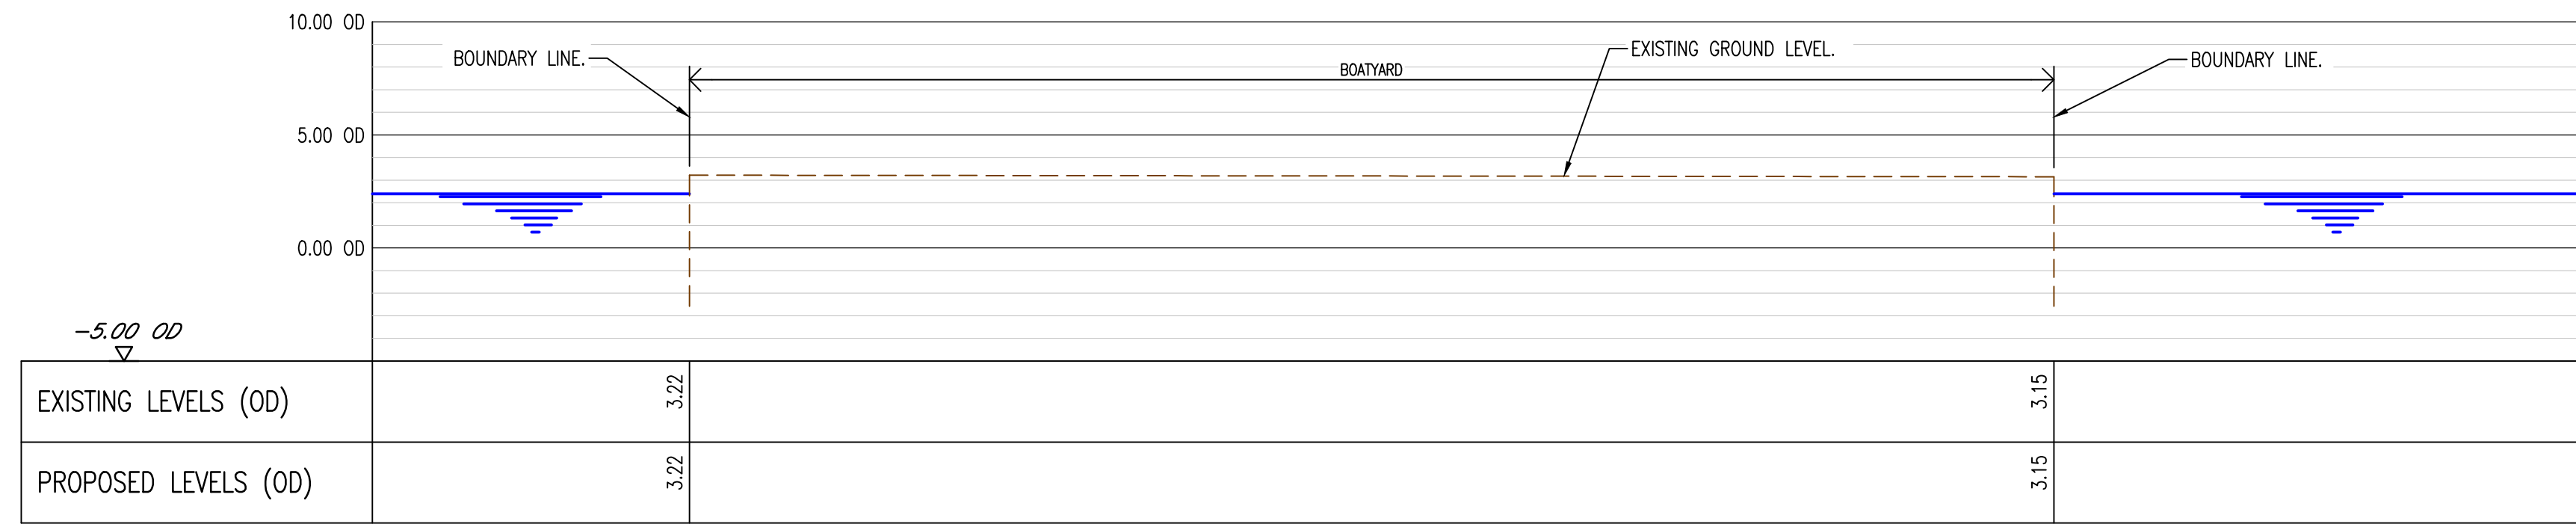 10.00 OD
BOUNDARY LINE.
EXISTING GROUND LEVEL.
BOUNDARY LINE.
BOATYARD
5.00 OD
0.00 OD
-5.00 OD
EXISTING LEVELS (OD)
3.22
3.15
PROPOSED LEVELS (OD)
3.22
3.15